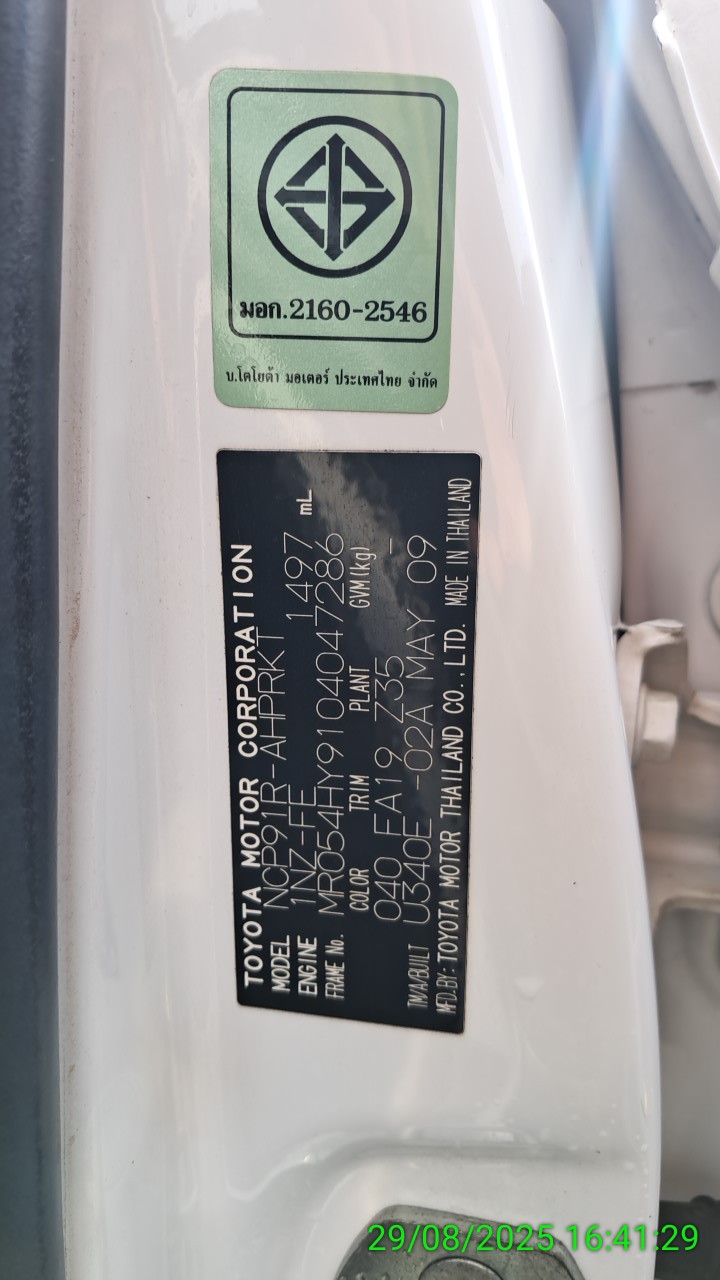 มอก.2160-2546
บ.โตโยต้า มอเตอร์ ประเทศไทย จำกัด
TOYOTA MOTOR CORPORATION
MODEL NCP91R-AHPRKT
ENGINE 1NZ-FE 1497 mL
FRAME No. MR054HY9104047286
COLOR TRIM PLANT GVM(kg)
040 FA19 Z35 -
TM/A/BUILT U340E -02A MAY 09
MFD.BY: TOYOTA MOTOR THAILAND CO.,LTD. MADE IN THAILAND
29/08/2025 16:41:29